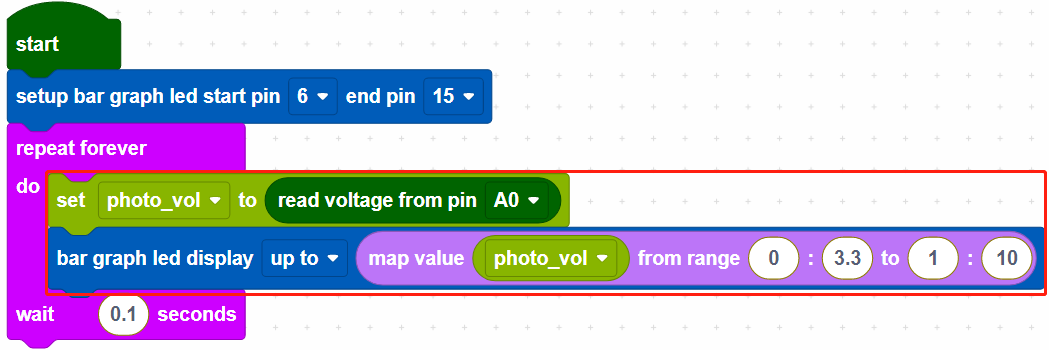 start
setup bar graph led start pin 6 end pin 15
repeat forever
do
set photo_vol to read voltage from pin A0
bar graph led display up to map value photo_vol from range 0 : 3.3 to 1 : 10
wait 0.1 seconds